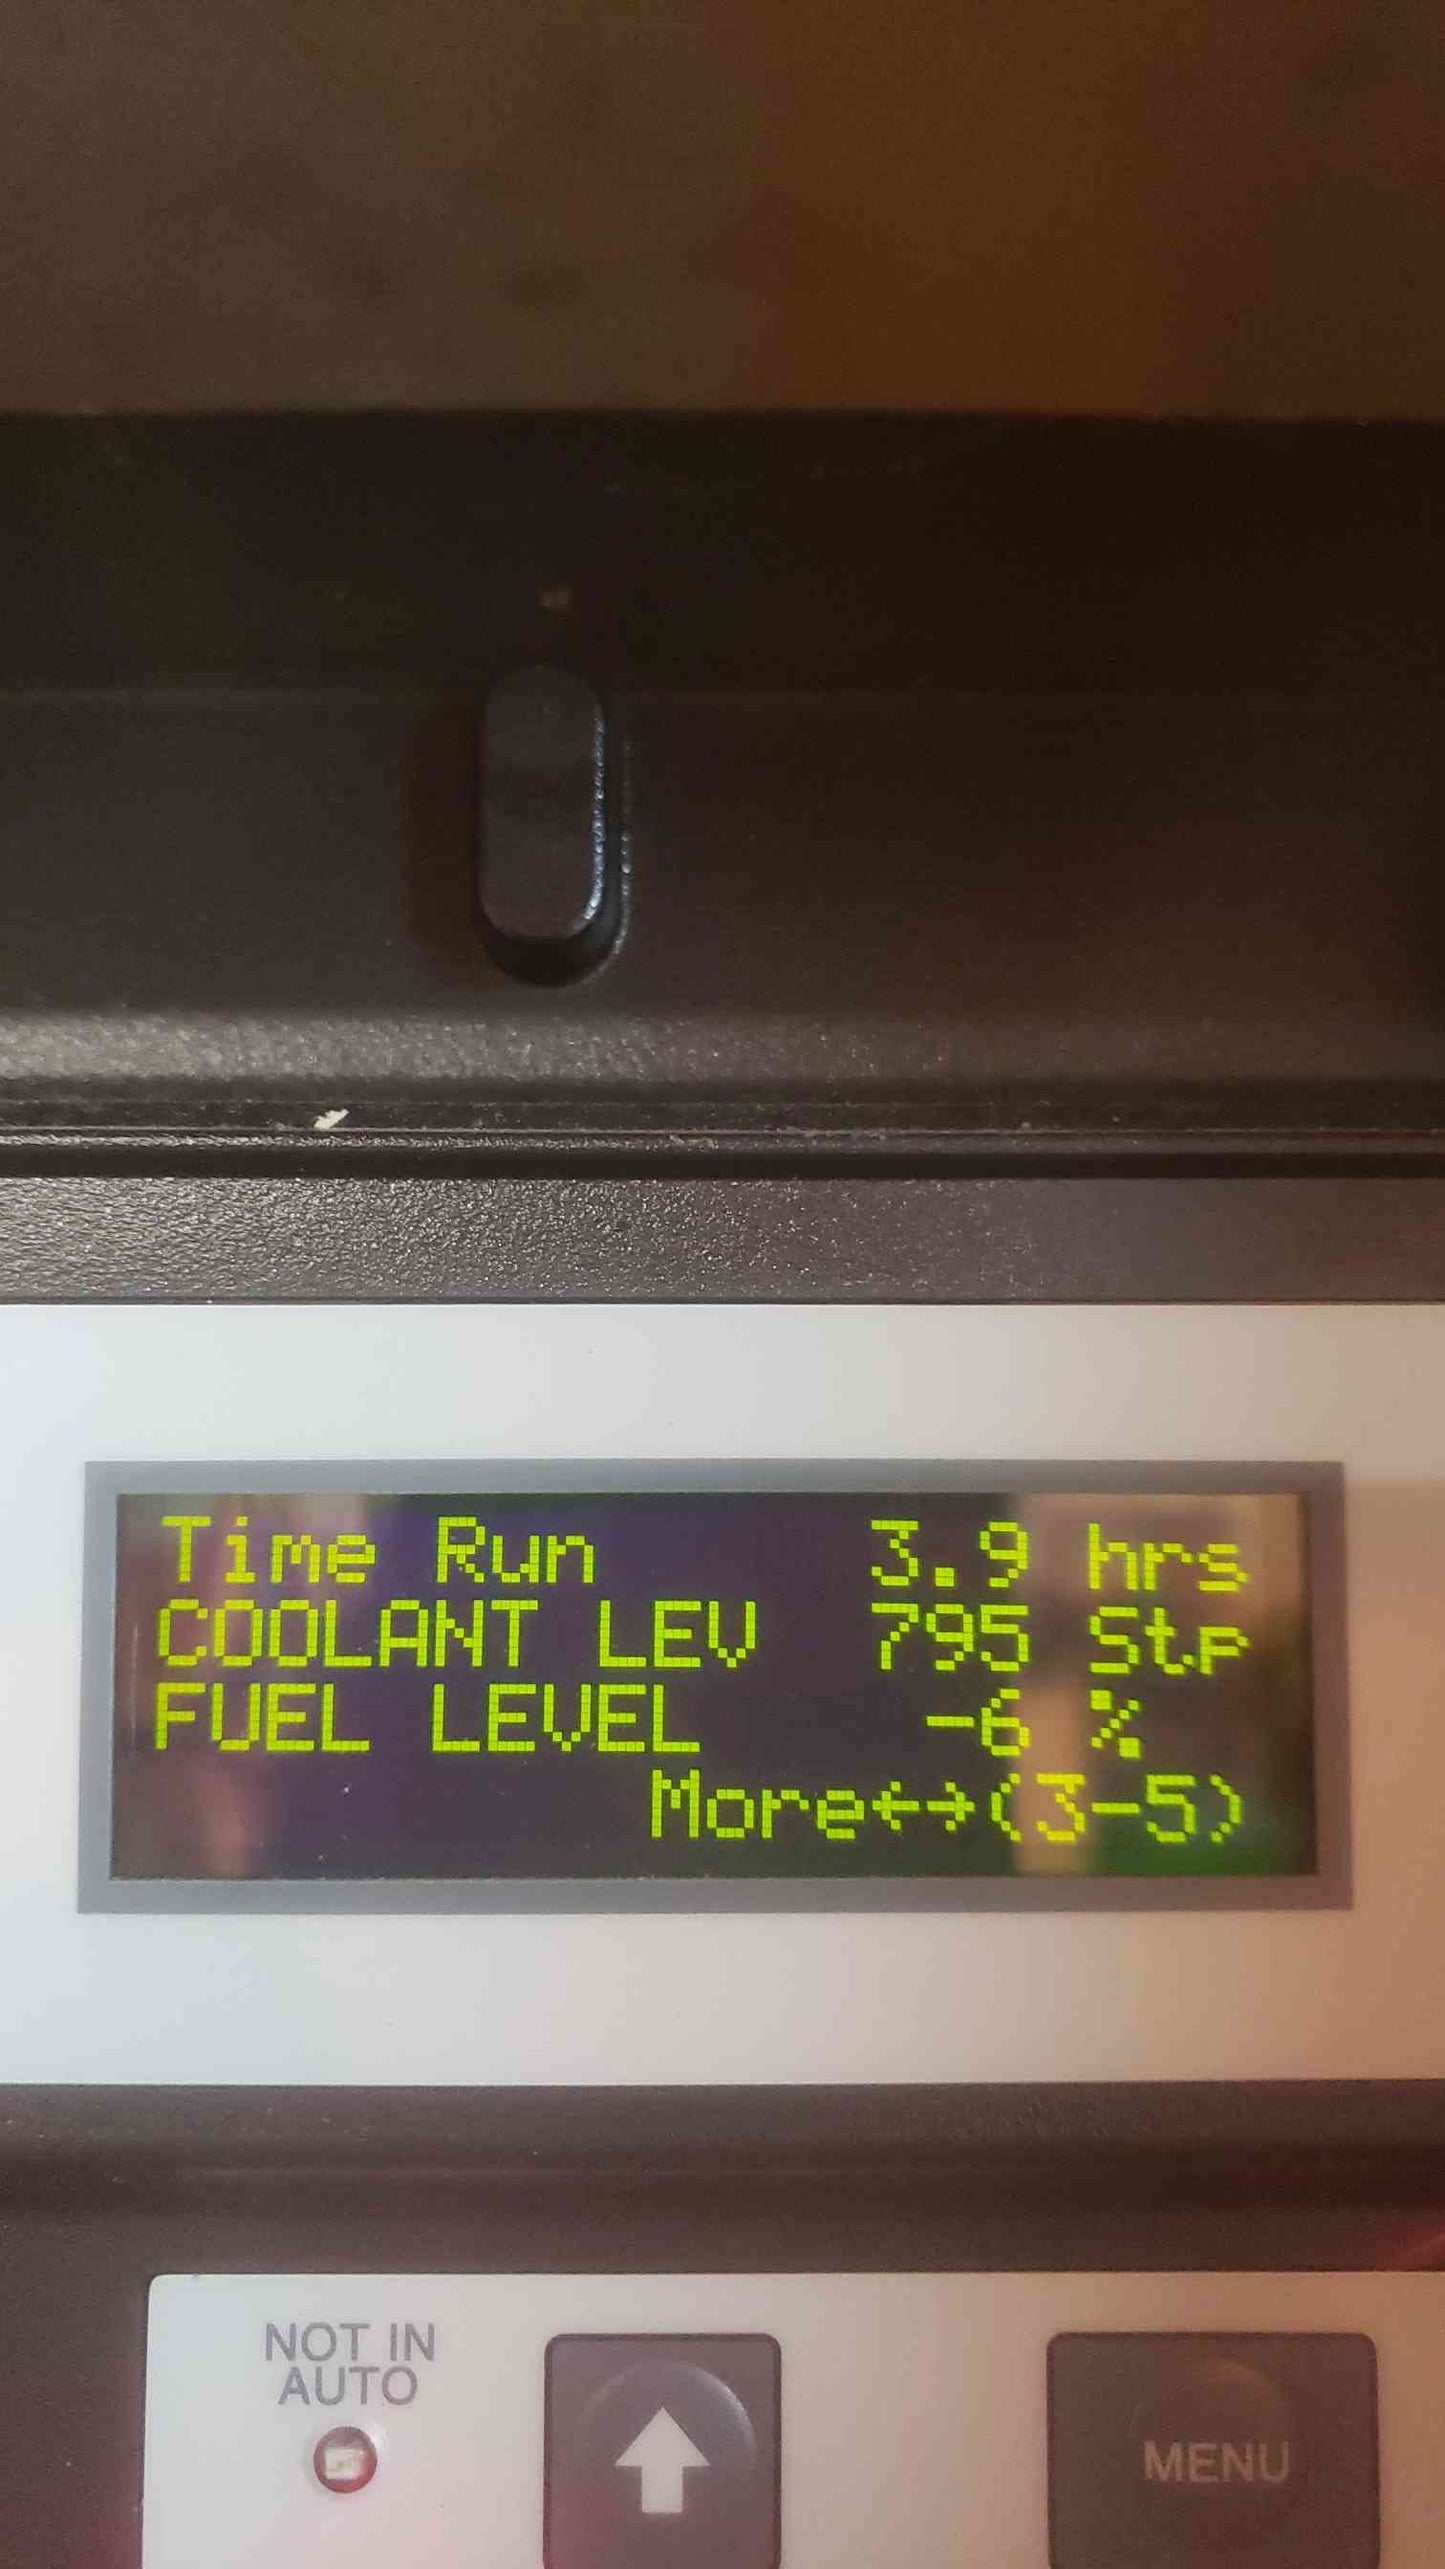 Time Run 3.9 hrs
COOLANT LEV 795 Stp
FUEL LEVEL -6 %
More←→(3-5)
NOT IN
AUTO
MENU